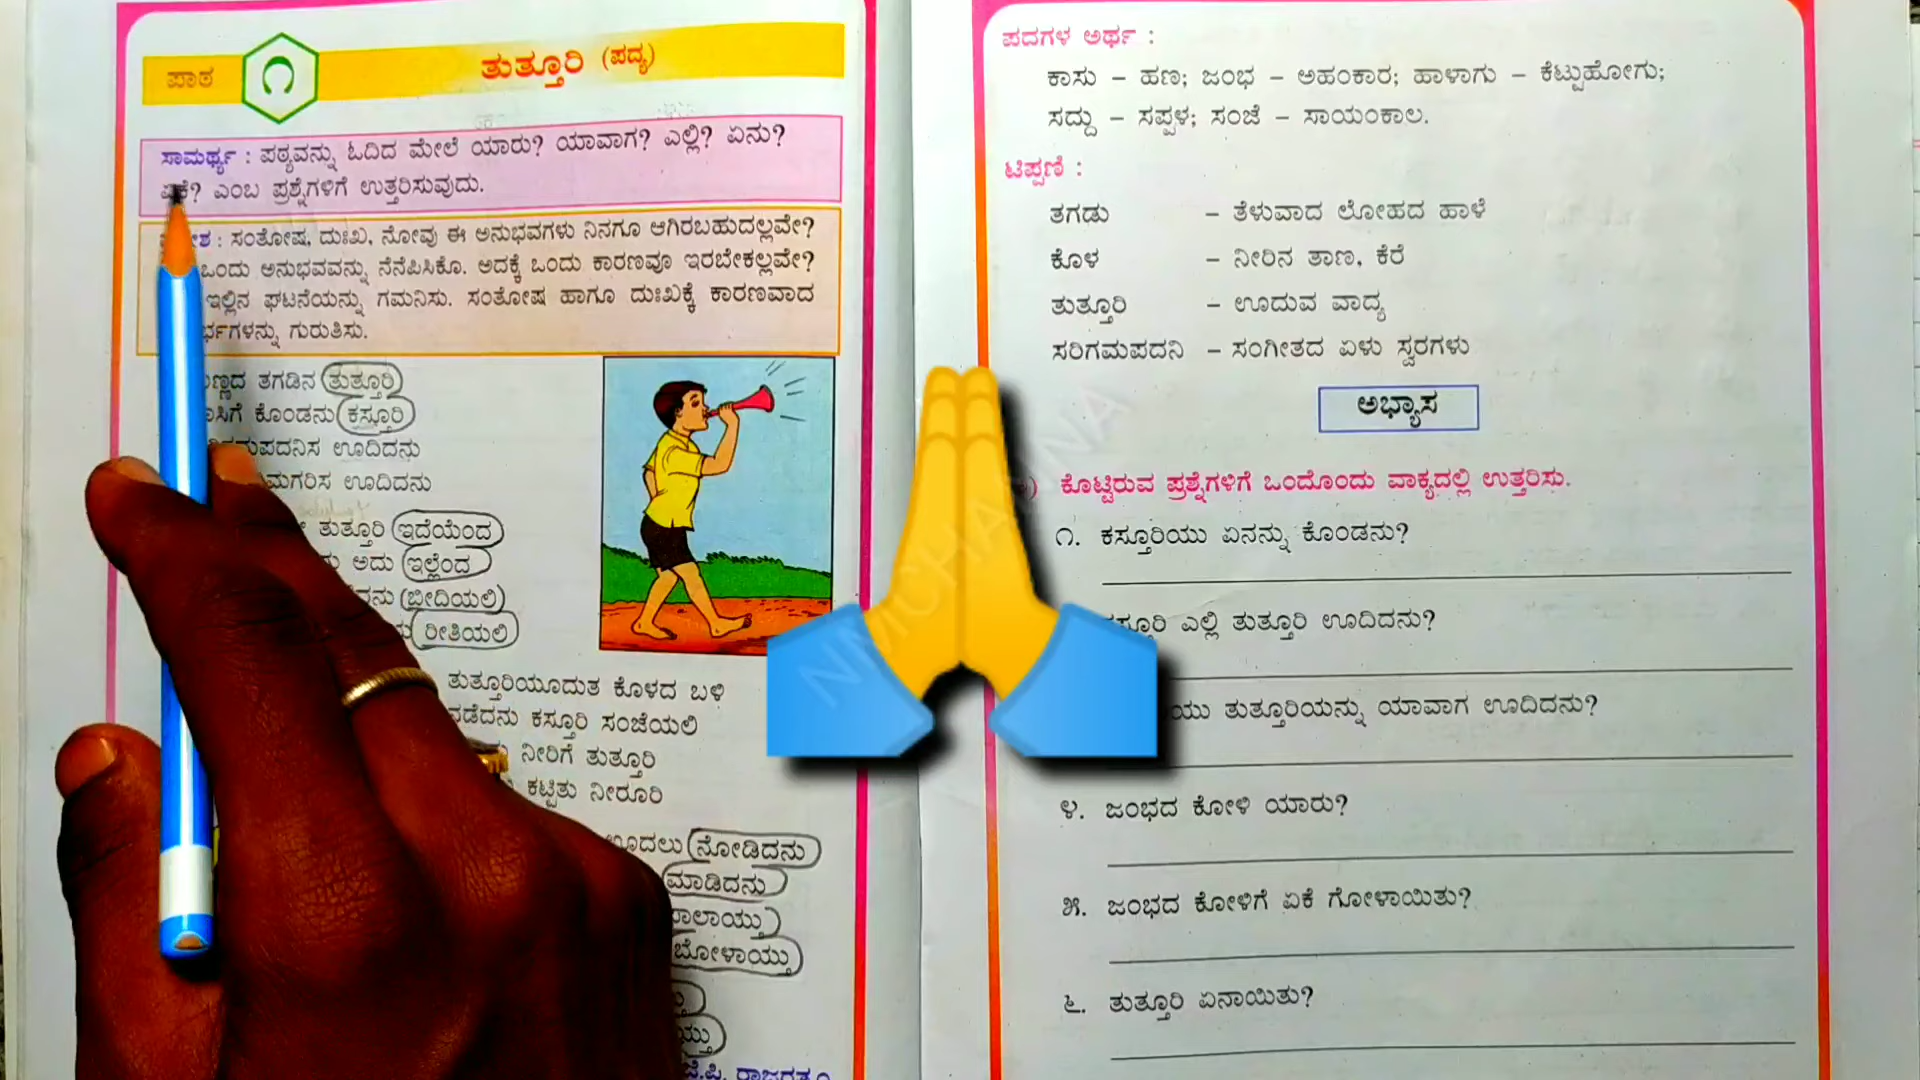 ಪಾಠ ೧ ತುತ್ತೂರಿ (ಪದ್ಯ)
ಸಾಮರ್ಥ್ಯ : ಪಠ್ಯವನ್ನು ಓದಿದ ಮೇಲೆ ಯಾರು? ಯಾವಾಗ? ಎಲ್ಲಿ? ಏನು?
ಏಕೆ? ಎಂಬ ಪ್ರಶ್ನೆಗಳಿಗೆ ಉತ್ತರಿಸುವುದು.
: ಸಂತೋಷ, ದುಃಖ, ನೋವು ಈ ಅನುಭವಗಳು ನಿನಗೂ ಆಗಿರಬಹುದಲ್ಲವೇ?
ಒಂದು ಅನುಭವವನ್ನು ನೆನೆಪಿಸಿಕೊ. ಅದಕ್ಕೆ ಒಂದು ಕಾರಣವೂ ಇರಬೇಕಲ್ಲವೇ?
ಇಲ್ಲಿನ ಘಟನೆಯನ್ನು ಗಮನಿಸು. ಸಂತೋಷ ಹಾಗೂ ದುಃಖಕ್ಕೆ ಕಾರಣವಾದ
ಗುರುತಿಸು.
ತಗಡಿನ ತುತ್ತೂರಿ
ಕೊಂಡನು ಕಸ್ತೂರಿ
ಊದಿದನು
ಊದಿದನು
ತುತ್ತೂರಿ ಇದೆಯೆಂದ
ಅದು ಇಲ್ಲೆಂದ
ಬೀದಿಯಲಿ
ರೀತಿಯಲಿ
ತುತ್ತೂರಿಯೂದುತ ಕೊಳದ ಬಳಿ
ನಡೆದನು ಕಸ್ತೂರಿ ಸಂಜೆಯಲಿ
ನೀರಿಗೆ ತುತ್ತೂರಿ
ಕಟ್ಟಿತು ನೀರೂರಿ
ಊದಲು ನೋಡಿದನು
ಮಾಡಿದನು
ಬೋಳಾಯ್ತು
ಪದಗಳ ಅರ್ಥ :
ಕಾಸು – ಹಣ; ಜಂಭ – ಅಹಂಕಾರ; ಹಾಳಾಗು – ಕೆಟ್ಟುಹೋಗು;
ಸದ್ದು – ಸಪ್ಪಳ; ಸಂಜೆ – ಸಾಯಂಕಾಲ.
ಟಿಪ್ಪಣಿ :
ತಗಡು – ತೆಳುವಾದ ಲೋಹದ ಹಾಳೆ
ಕೊಳ – ನೀರಿನ ತಾಣ, ಕೆರೆ
ತುತ್ತೂರಿ – ಊದುವ ವಾದ್ಯ
ಸರಿಗಮಪದನಿ – ಸಂಗೀತದ ಏಳು ಸ್ವರಗಳು
ಅಭ್ಯಾಸ
ಕೊಟ್ಟಿರುವ ಪ್ರಶ್ನೆಗಳಿಗೆ ಒಂದೊಂದು ವಾಕ್ಯದಲ್ಲಿ ಉತ್ತರಿಸು.
೧. ಕಸ್ತೂರಿಯು ಏನನ್ನು ಕೊಂಡನು?
ಎಲ್ಲಿ ತುತ್ತೂರಿ ಊದಿದನು?
ತುತ್ತೂರಿಯನ್ನು ಯಾವಾಗ ಊದಿದನು?
೪. ಜಂಭದ ಕೋಳಿ ಯಾರು?
೫. ಜಂಭದ ಕೋಳಿಗೆ ಏಕೆ ಗೋಳಾಯಿತು?
೬. ತುತ್ತೂರಿ ಏನಾಯಿತು?